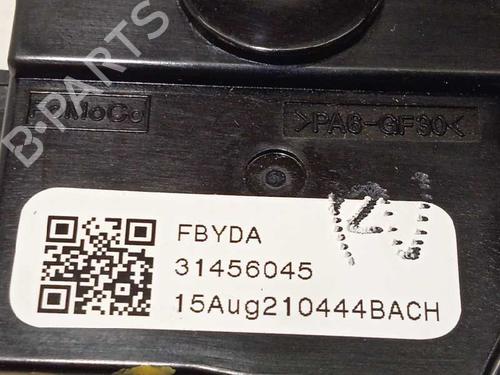 B-PARTS
FoMoCo
>PA6-GF30<
FBYDA
31456045
15Aug210444BACH